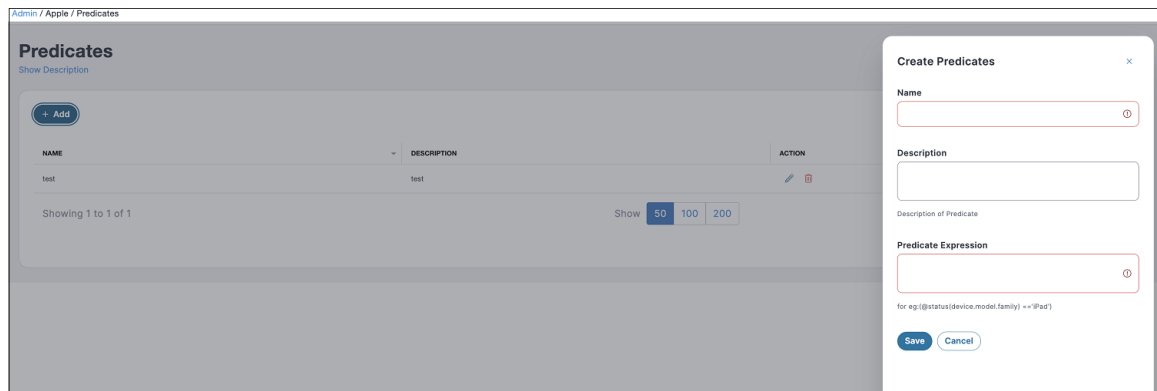 Admin / Apple / Predicates
Predicates
Show Description
+ Add
NAME DESCRIPTION ACTION
test test
Showing 1 to 1 of 1 Show 50 100 200
Create Predicates ×
Name
Description
Description of Predicate
Predicate Expression
for eg:(@status(device.model.family) =='iPad')
Save Cancel